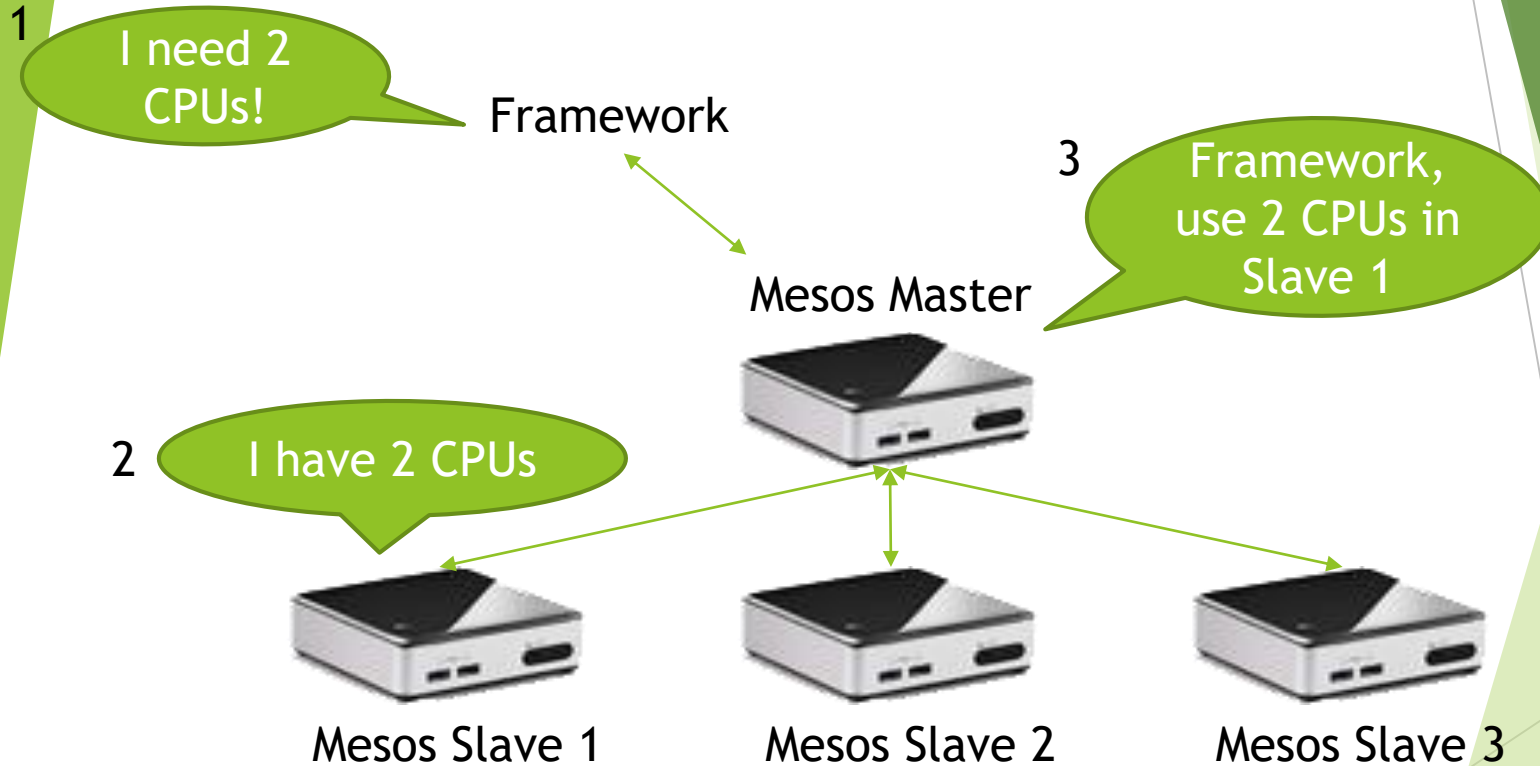 1
I need 2
CPUs!
Framework
3
Framework,
use 2 CPUs in
Slave 1
Mesos Master
2
I have 2 CPUs
Mesos Slave 1
Mesos Slave 2
Mesos Slave 3